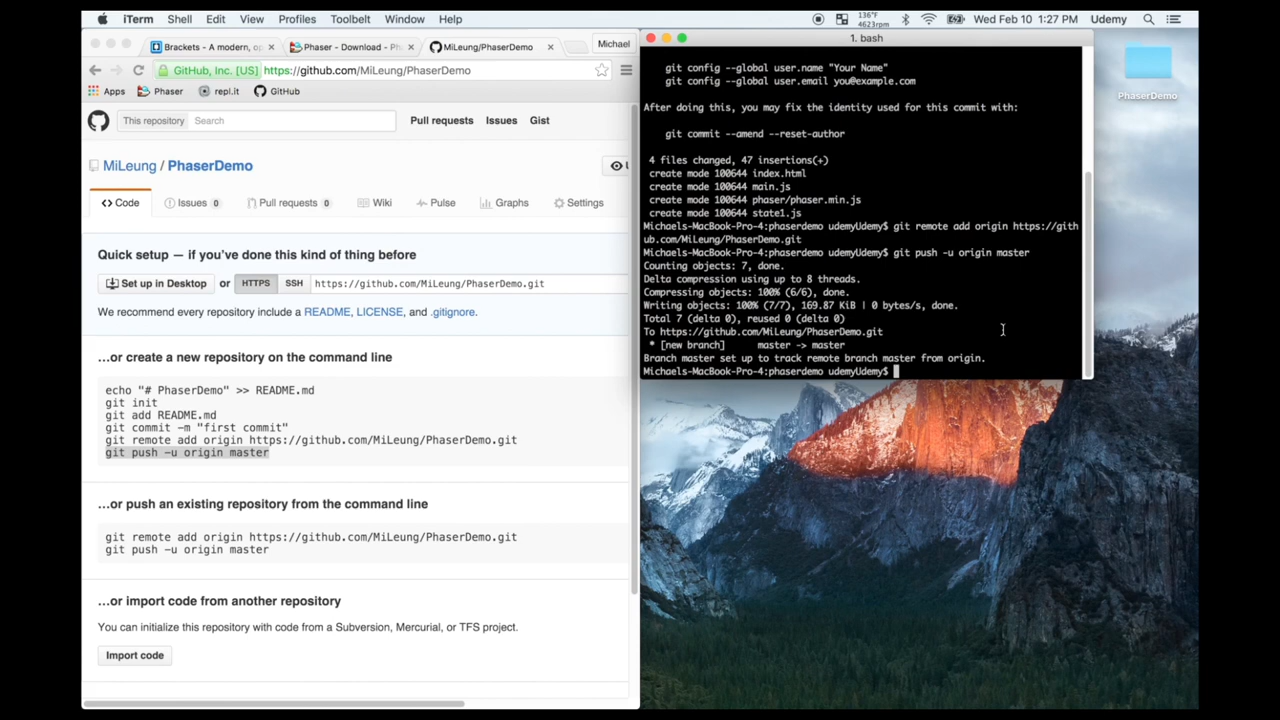 iTerm Shell Edit View Profiles Toolbelt Window Help
136°F
4623rpm
Wed Feb 10 1:27 PM Udemy
Brackets - A modern, op
Phaser - Download - Ph
MiLeung/PhaserDemo
Michael
GitHub, Inc. [US] https://github.com/MiLeung/PhaserDemo
Apps Phaser repl.it GitHub
This repository Search Pull requests Issues Gist
MiLeung / PhaserDemo
Code Issues 0 Pull requests 0 Wiki Pulse Graphs Settings
Quick setup — if you've done this kind of thing before
Set up in Desktop or HTTPS SSH https://github.com/MiLeung/PhaserDemo.git
We recommend every repository include a README, LICENSE, and .gitignore.
…or create a new repository on the command line
echo "# PhaserDemo" >> README.md
git init
git add README.md
git commit -m "first commit"
git remote add origin https://github.com/MiLeung/PhaserDemo.git
git push -u origin master
…or push an existing repository from the command line
git remote add origin https://github.com/MiLeung/PhaserDemo.git
git push -u origin master
…or import code from another repository
You can initialize this repository with code from a Subversion, Mercurial, or TFS project.
Import code
1. bash
git config --global user.name "Your Name"
git config --global user.email you@example.com
After doing this, you may fix the identity used for this commit with:
git commit --amend --reset-author
4 files changed, 47 insertions(+)
create mode 100644 index.html
create mode 100644 main.js
create mode 100644 phaser/phaser.min.js
create mode 100644 state1.js
Michaels-MacBook-Pro-4:phaserdemo udemyUdemy$ git remote add origin https://gith
ub.com/MiLeung/PhaserDemo.git
Michaels-MacBook-Pro-4:phaserdemo udemyUdemy$ git push -u origin master
Counting objects: 7, done.
Delta compression using up to 8 threads.
Compressing objects: 100% (6/6), done.
Writing objects: 100% (7/7), 169.87 KiB | 0 bytes/s, done.
Total 7 (delta 0), reused 0 (delta 0)
To https://github.com/MiLeung/PhaserDemo.git
* [new branch] master -> master
Branch master set up to track remote branch master from origin.
Michaels-MacBook-Pro-4:phaserdemo udemyUdemy$
PhaserDemo